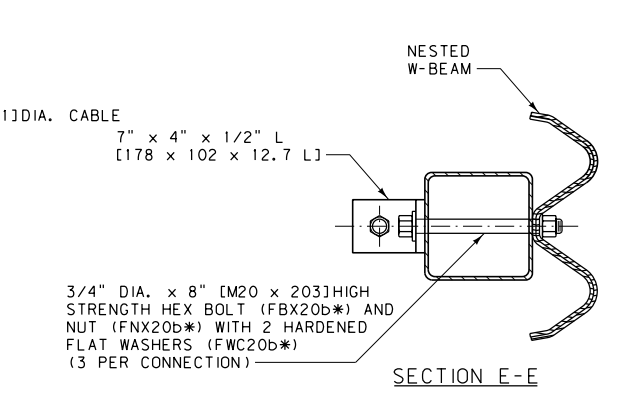 NESTED
W-BEAM
1]DIA. CABLE
7" x 4" x 1/2" L
[178 x 102 x 12.7 L]
3/4" DIA. x 8" [M20 x 203]HIGH
STRENGTH HEX BOLT (FBX20b*) AND
NUT (FNX20b*) WITH 2 HARDENED
FLAT WASHERS (FWC20b*)
(3 PER CONNECTION)
SECTION E-E